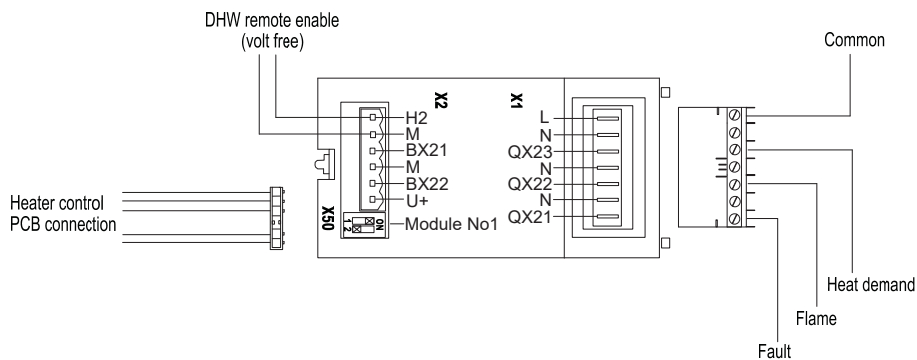 DHW remote enable
(volt free)
Common
X2
X1
H2
M
BX21
M
BX22
U+
L
N
QX23
N
QX22
N
QX21
Heater control
PCB connection
X50
1 2
ON
Module No1
Heat demand
Flame
Fault